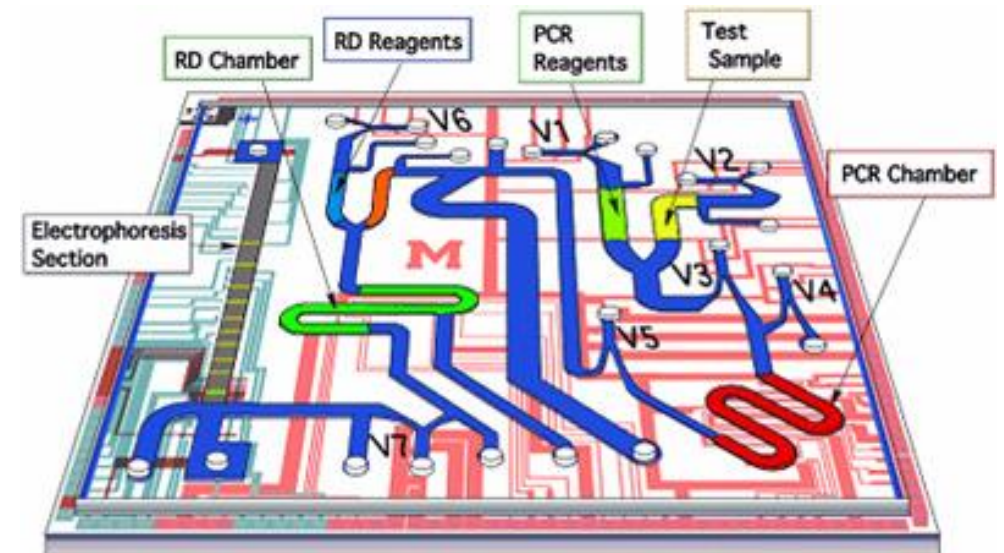 RD Chamber
RD Reagents
PCR
Reagents
Test
Sample
PCR Chamber
Electrophoresis
Section
V6
V1
V2
V3
V4
V5
V7
M